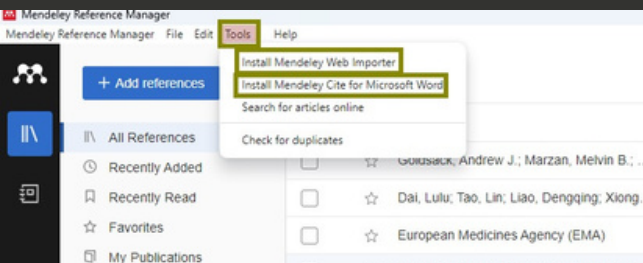 Mendeley Reference Manager
Mendeley Reference Manager File Edit Tools Help
Install Mendeley Web Importer
+ Add references
Install Mendeley Cite for Microsoft Word
Search for articles online
Check for duplicates
All References
Recently Added
Goldsack, Andrew J.; Marzan, Melvin B.; ...
Recently Read
Dai, Lulu; Tao, Lin; Liao, Dengqing; Xiong...
Favorites
European Medicines Agency (EMA)
My Publications